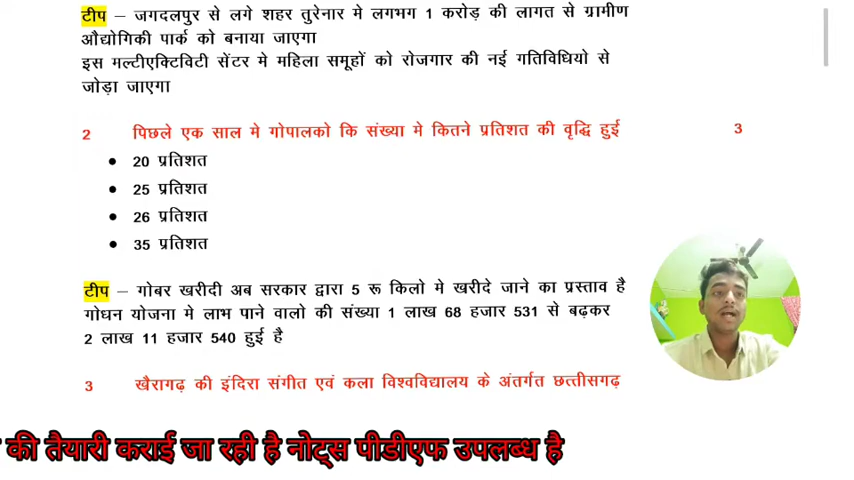 टीप – जगदलपुर से लगे शहर तुरेनार मे लगभग 1 करोड़ की लागत से ग्रामीण
औद्योगिकी पार्क को बनाया जाएगा
इस मल्टीएक्टिविटी सेंटर मे महिला समूहों को रोजगार की नई गतिविधियो से
जोड़ा जाएगा
2 पिछले एक साल मे गोपालको कि संख्या मे कितने प्रतिशत की वृद्धि हुई 3
• 20 प्रतिशत
• 25 प्रतिशत
• 26 प्रतिशत
• 35 प्रतिशत
टीप – गोबर खरीदी अब सरकार द्वारा 5 रू किलो मे खरीदे जाने का प्रस्ताव है
गोधन योजना मे लाभ पाने वालो की संख्या 1 लाख 68 हजार 531 से बढ़कर
2 लाख 11 हजार 540 हुई है
3 खैरागढ़ की इंदिरा संगीत एवं कला विश्वविद्यालय के अंतर्गत छत्तीसगढ़
की तैयारी कराई जा रही है नोट्स पीडीएफ उपलब्ध है